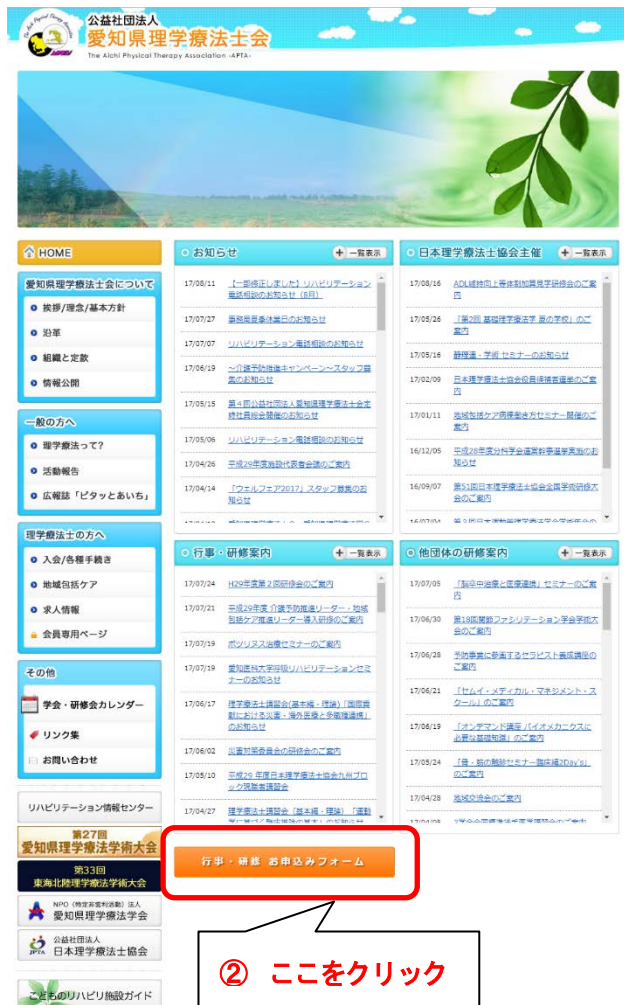 公益社団法人
愛知県理学療法士会
The Aichi Physical Therapy Association -APTA-
HOME
愛知県理学療法士会について
挨拶/理念/基本方針
沿革
組織と定款
情報公開
一般の方へ
理学療法って?
活動報告
広報誌「ピタッとあいち」
理学療法士の方へ
入会/各種手続き
地域包括ケア
求人情報
会員専用ページ
その他
学会・研修会カレンダー
リンク集
お問い合わせ
リハビリテーション情報センター
第27回
愛知県理学療法学術大会
第33回
東海北陸理学療法学術大会
NPO（特定非営利活動）法人
愛知県理学療法学会
公益社団法人
日本理学療法士協会
こどものリハビリ施設ガイド
お知らせ
一覧表示
17/08/11 【一部修正しました】リハビリテーション
電話相談のお知らせ（8月）
17/07/27 事務局夏季休業日のお知らせ
17/07/07 リハビリテーション電話相談のお知らせ
17/06/19 ～介護予防推進キャンペーン～スタッフ募
集のお知らせ
17/05/15 第４回公益社団法人愛知県理学療法士会定
時社員総会開催のお知らせ
17/05/06 リハビリテーション電話相談のお知らせ
17/04/26 平成29年度施設代表者会議のご案内
17/04/14 「ウェルフェア2017」スタッフ募集のお
知らせ
日本理学療法士協会主催
一覧表示
17/08/16 ADL維持向上等体制加算見学研修会のご案
内
17/05/26 「第2回 基礎理学療法学 夏の学校」のご
案内
17/05/16 静理連・学術 セミナーのお知らせ
17/02/09 日本理学療法士協会役員候補者選挙のご案
内
17/01/11 地域包括ケア病棟働き方セミナー開催のご
案内
16/12/05 平成28年度分科学会運営幹事選挙実施のお
知らせ
16/09/07 第51回日本理学療法士協会全国学術研修大
会のご案内
行事・研修案内
一覧表示
17/07/24 H29年度第２回研修会のご案内
17/07/21 平成29年度 介護予防推進リーダー・地域
包括ケア推進リーダー導入研修のご案内
17/07/19 ボツリヌス治療セミナーのご案内
17/07/19 愛知医科大学呼吸リハビリテーションセミ
ナーのご案内
17/06/17 理学療法士講習会(基本編・理論)「国際貢
献における災害・海外医療と多職種連携」
のお知らせ
17/06/02 災害対策委員会の研修会のご案内
17/05/10 平成29 年度日本理学療法士協会九州ブロ
ック現職者講習会
17/04/27 理学療法士講習会（基本編・理論）「運動
学に基づく臨床推論の基本」のお知らせ
他団体の研修案内
一覧表示
17/07/05 「脳卒中治療と医療連携」セミナーのご案
内
17/06/30 第18回関節ファシリテーション学会学術大
会のご案内
17/06/28 予防事業に参画するセラピスト養成講座の
ご案内
17/06/21 「セムイ・メディカル・マネジメント・ス
クール」のご案内
17/06/19 「オンデマンド講座 バイオメカニクスに
必要な基礎知識」のご案内
17/05/24 「骨・筋の触診セミナー臨床編2Day's」
のご案内
17/04/28 地域交流会のご案内
行事・研修 お申込みフォーム
② ここをクリック